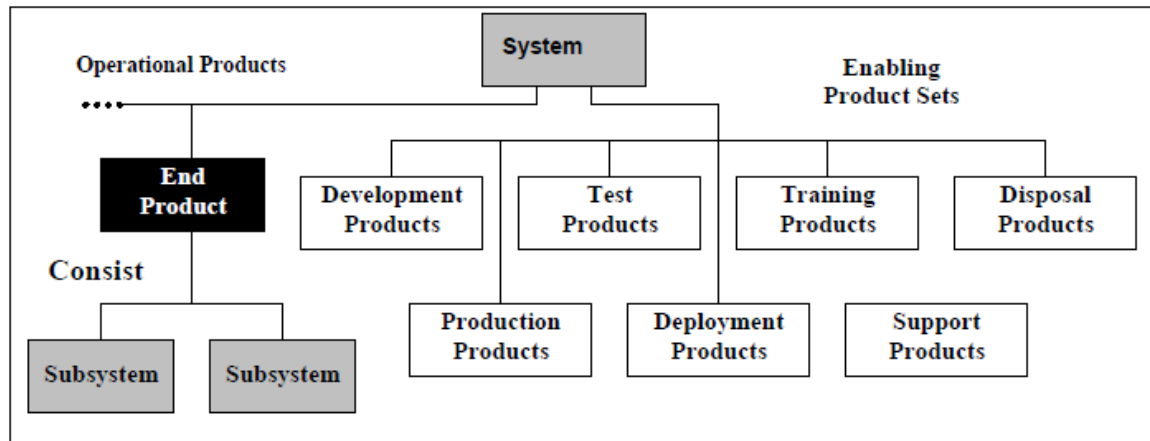 System
Operational Products
Enabling
Product Sets
End
Product
Development
Products
Test
Products
Training
Products
Disposal
Products
Consist
Production
Products
Deployment
Products
Support
Products
Subsystem
Subsystem